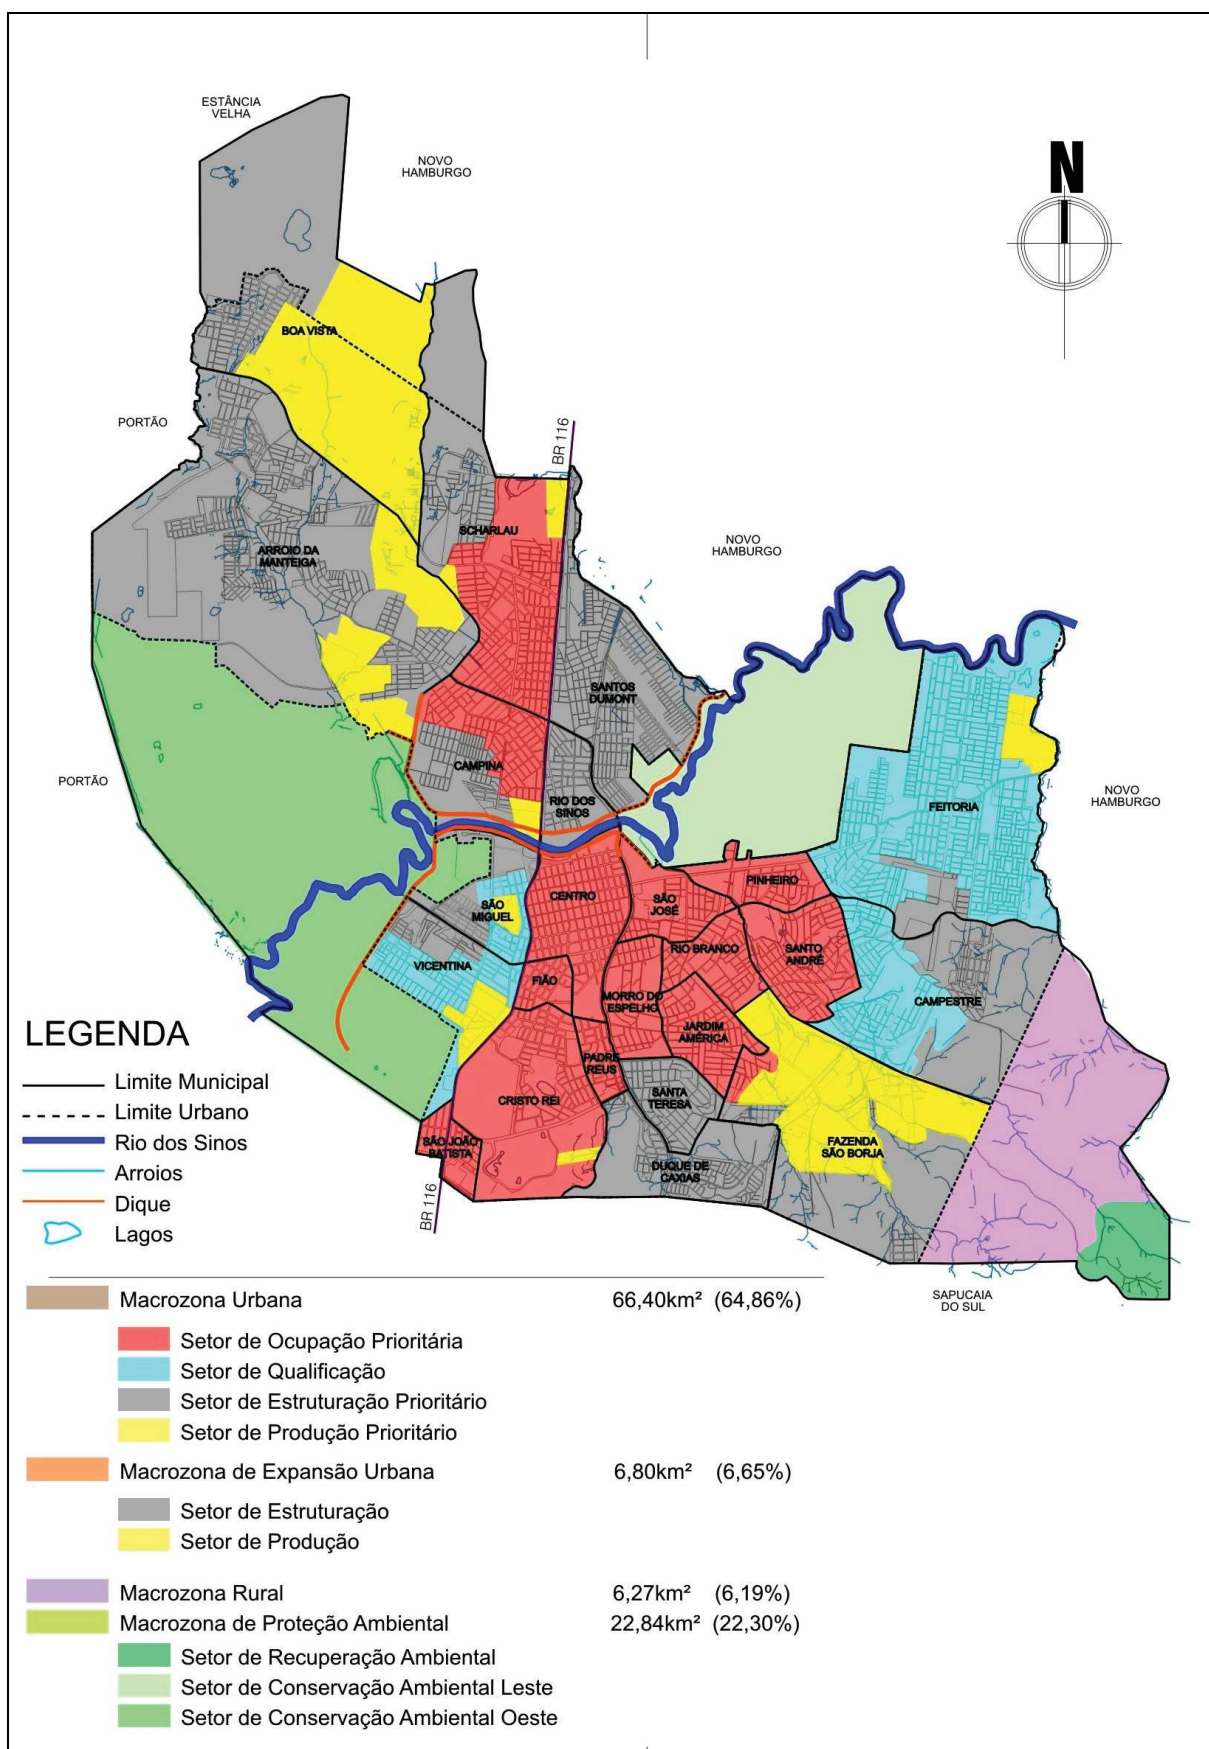 ESTÂNCIA
VELHA
NOVO
HAMBURGO
N
BOA VISTA
PORTÃO
BR 116
SCHARLAU
NOVO
HAMBURGO
ARROIO DA
MANTEIGA
SANTOS
DUMONT
CAMPINA
PORTÃO
RIO DOS
SINOS
FEITORIA
NOVO
HAMBURGO
PINHEIRO
CENTRO
SÃO
JOSÉ
SÃO
MIGUEL
RIO BRANCO
SANTO
ANDRÉ
VICENTINA
FIÃO
MORRO DO
ESPELHO
CAMPESTRE
JARDIM
AMÉRICA
PADRE
REUS
CRISTO REI
SANTA
TERESA
SÃO JOÃO
BATISTA
FAZENDA
SÃO BORJA
DUQUE DE
CAXIAS
BR 116
SAPUCAIA
DO SUL
LEGENDA
Limite Municipal
Limite Urbano
Rio dos Sinos
Arroios
Dique
Lagos
Macrozona Urbana 66,40km² (64,86%)
Setor de Ocupação Prioritária
Setor de Qualificação
Setor de Estruturação Prioritário
Setor de Produção Prioritário
Macrozona de Expansão Urbana 6,80km² (6,65%)
Setor de Estruturação
Setor de Produção
Macrozona Rural 6,27km² (6,19%)
Macrozona de Proteção Ambiental 22,84km² (22,30%)
Setor de Recuperação Ambiental
Setor de Conservação Ambiental Leste
Setor de Conservação Ambiental Oeste